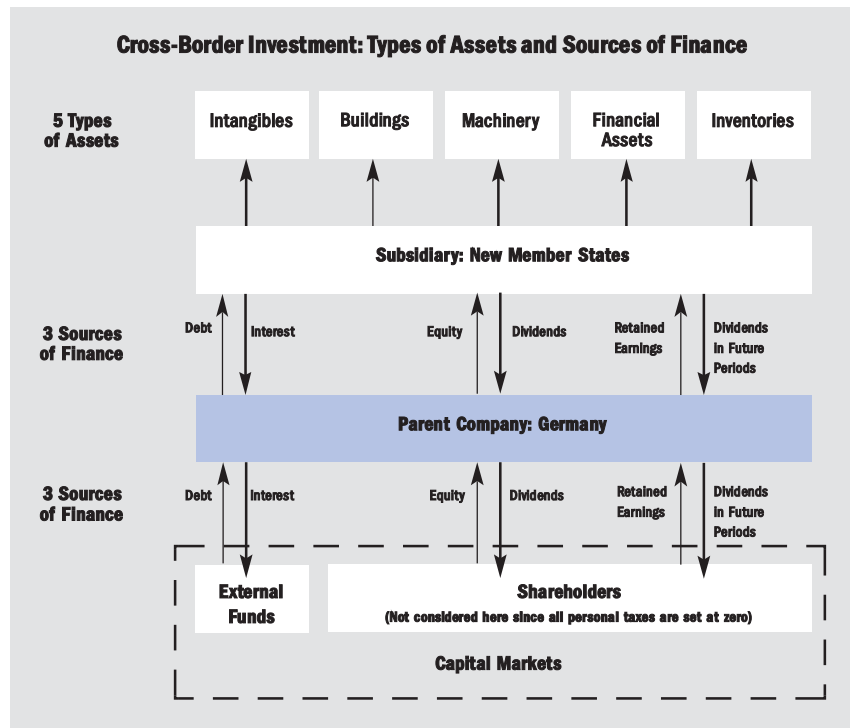 Cross-Border Investment: Types of Assets and Sources of Finance
5 Types
of Assets
Intangibles
Buildings
Machinery
Financial
Assets
Inventories
Subsidiary: New Member States
3 Sources
of Finance
Debt
Interest
Equity
Dividends
Retained
Earnings
Dividends
in Future
Periods
Parent Company: Germany
3 Sources
of Finance
Debt
Interest
Equity
Dividends
Retained
Earnings
Dividends
in Future
Periods
External
Funds
Shareholders
(Not considered here since all personal taxes are set at zero)
Capital Markets